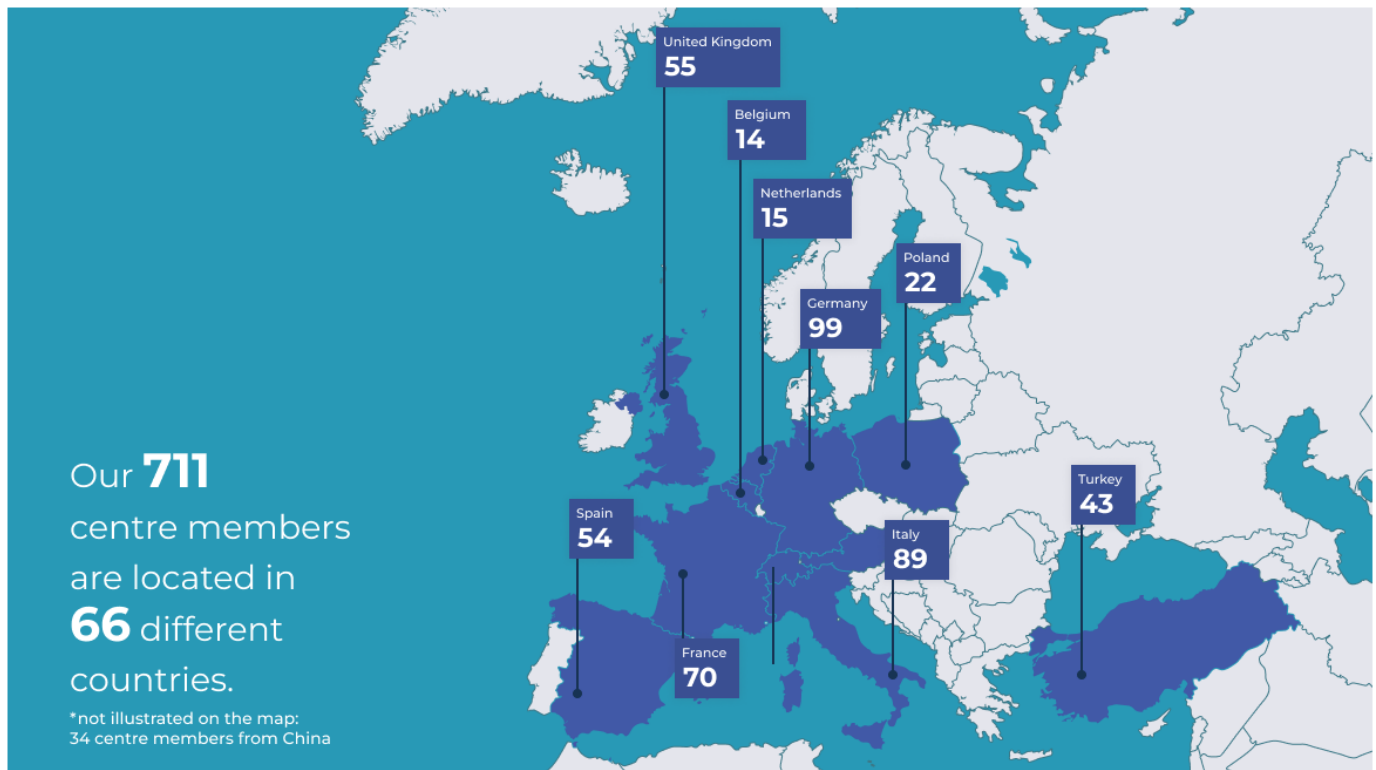 United Kingdom
55
Belgium
14
Netherlands
15
Poland
22
Germany
99
Turkey
43
Spain
54
Italy
89
France
70
Our 711
centre members
are located in
66 different
countries.
*not illustrated on the map:
34 centre members from China